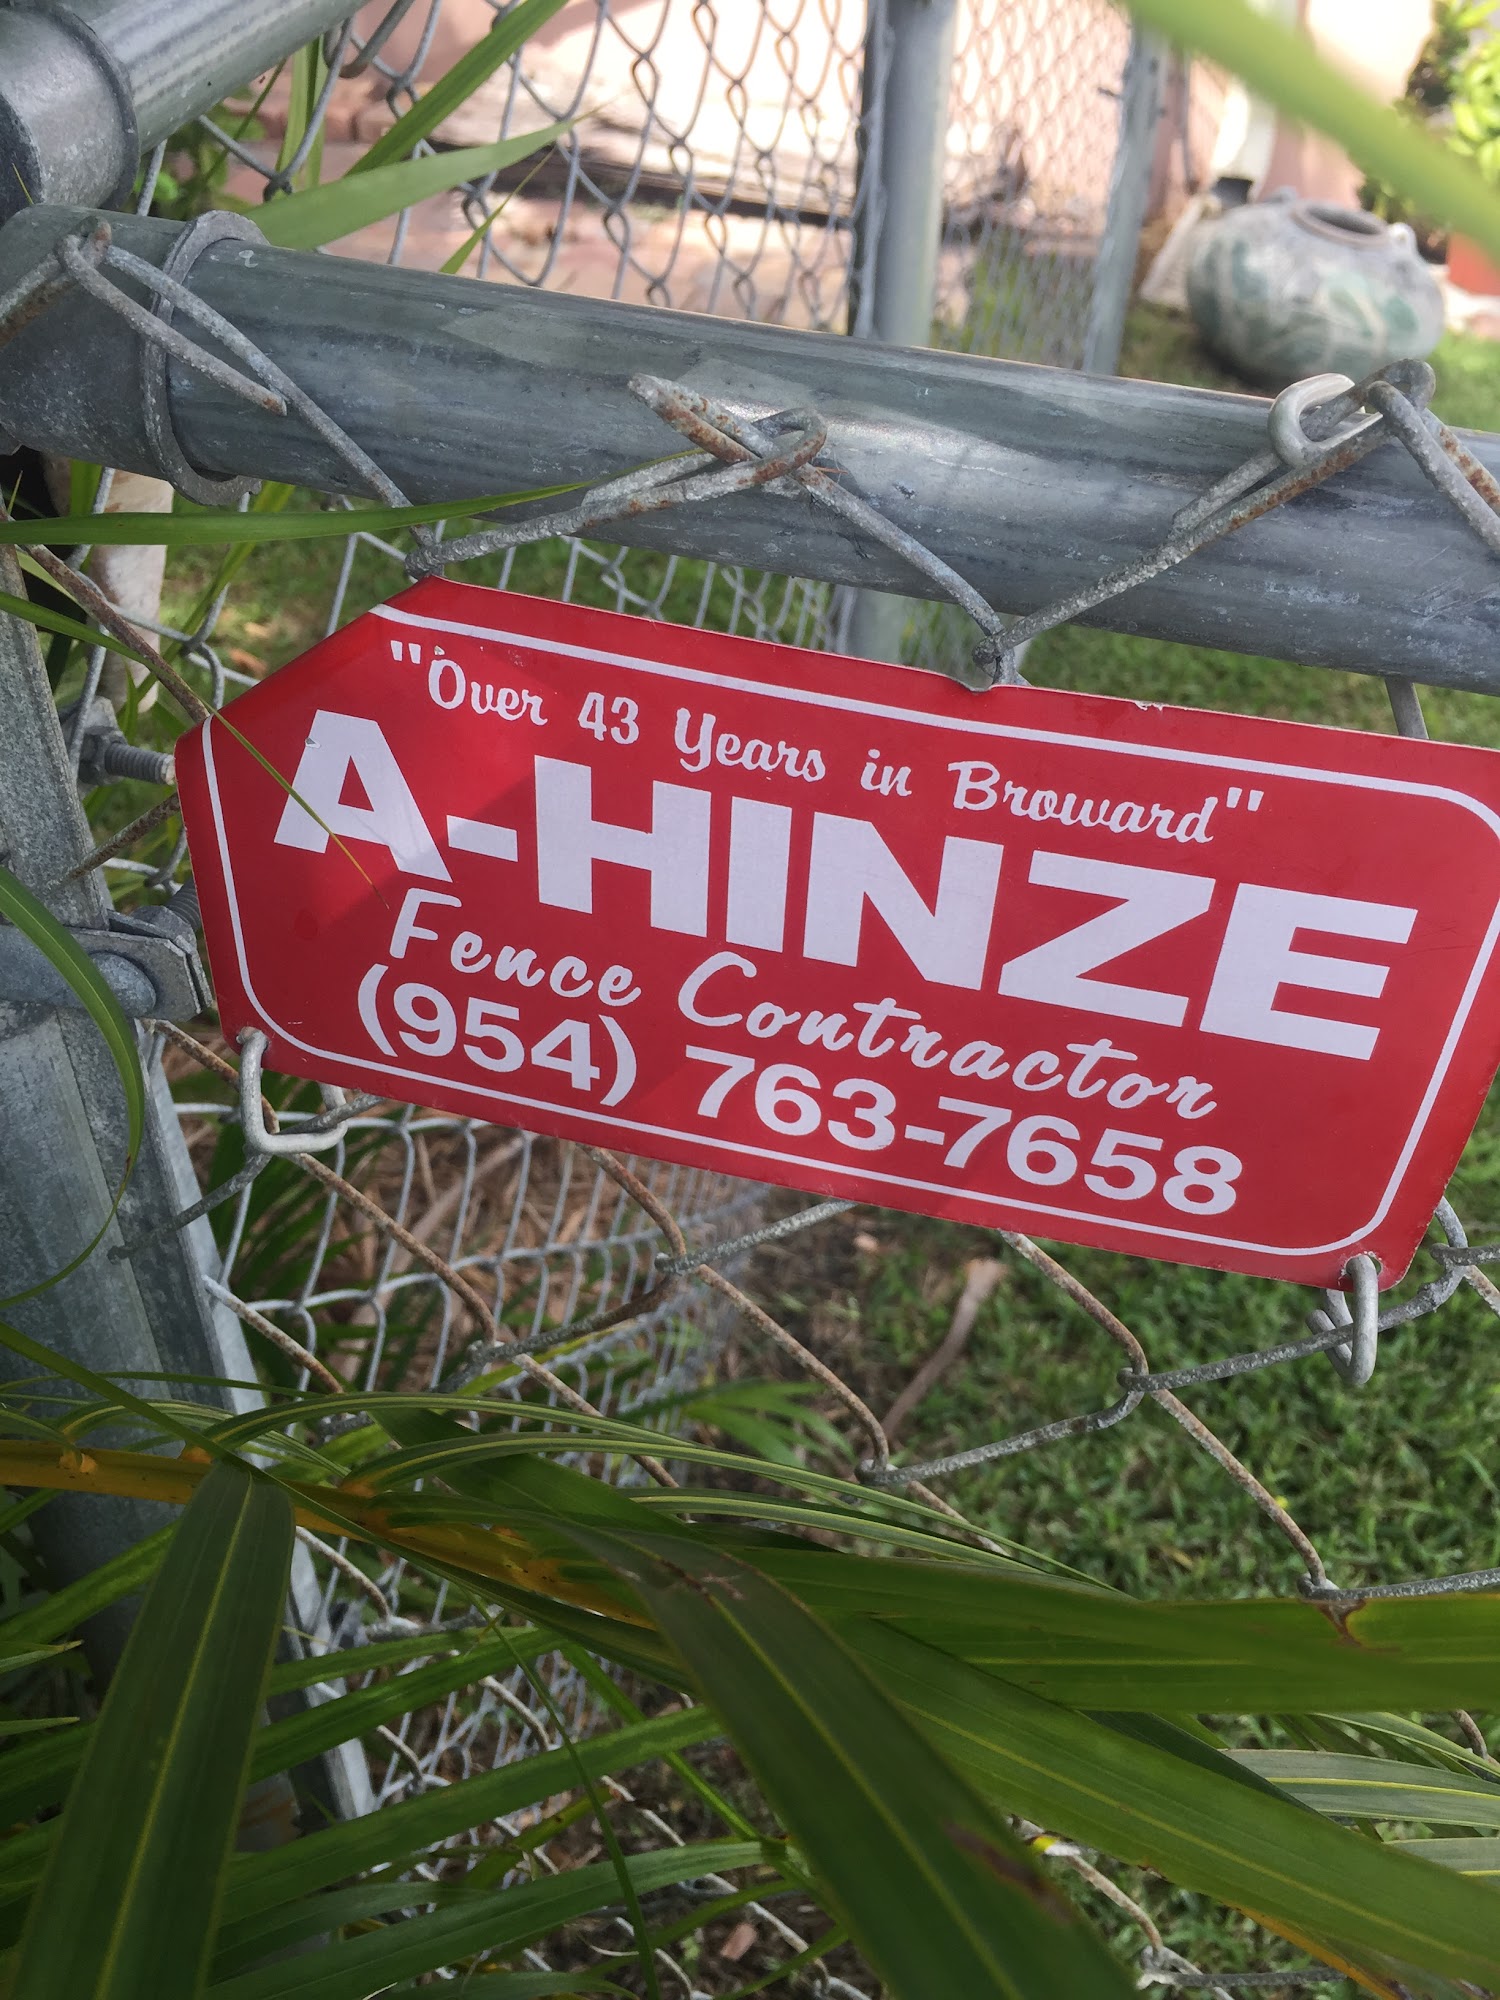 "Over 43 Years in Broward"
A-HINZE
Fence Contractor
(954) 763-7658